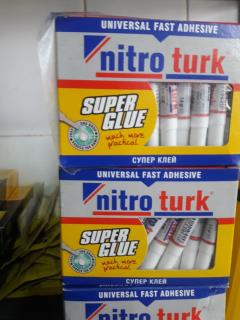 UNIVERSAL FAST ADHESIVE
nitro turk
SUPER
GLUE
much more
practical
СУПЕР КЛЕЙ
UNIVERSAL FAST ADHESIVE
nitro turk®
SUPER
GLUE
much more
practical
СУПЕР КЛЕЙ
UNIVERSAL FAST ADHESIVE